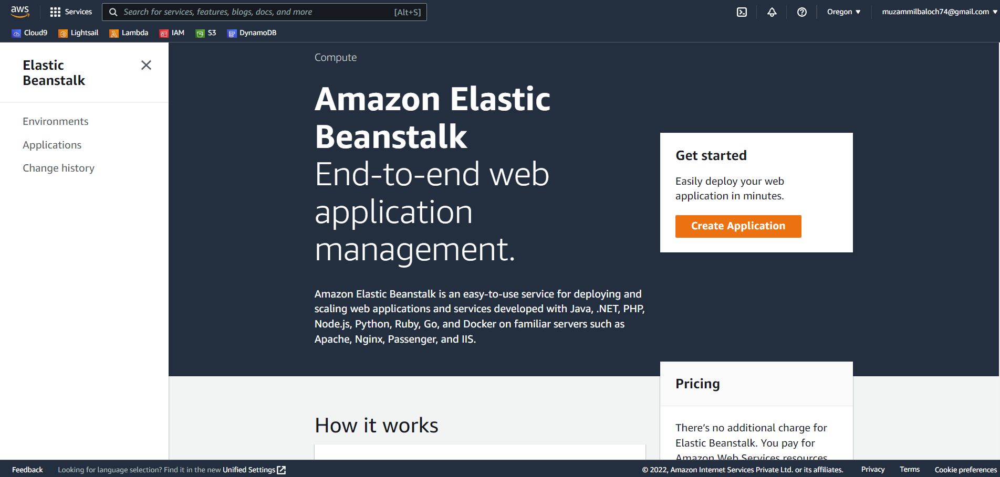 aws
Services
Search for services, features, blogs, docs, and more [Alt+S]
Oregon
muzammilbaloch74@gmail.com
Cloud9 Lightsail Lambda IAM S3 DynamoDB
Elastic
Beanstalk
Environments
Applications
Change history
Compute
Amazon Elastic
Beanstalk
End-to-end web
application
management.
Amazon Elastic Beanstalk is an easy-to-use service for deploying and
scaling web applications and services developed with Java, .NET, PHP,
Node.js, Python, Ruby, Go, and Docker on familiar servers such as
Apache, Nginx, Passenger, and IIS.
Get started
Easily deploy your web
application in minutes.
Create Application
Pricing
There's no additional charge for
Elastic Beanstalk. You pay for
Amazon Web Services resources
How it works
Feedback
Looking for language selection? Find it in the new Unified Settings
© 2022, Amazon Internet Services Private Ltd. or its affiliates.
Privacy
Terms
Cookie preferences